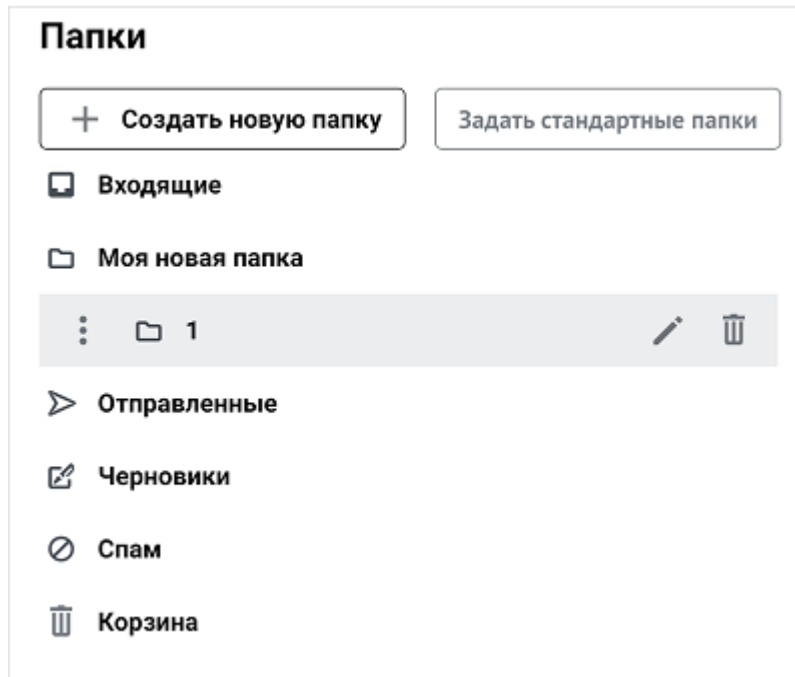 Папки
Создать новую папку
Задать стандартные папки
Входящие
Моя новая папка
1
Отправленные
Черновики
Спам
Корзина